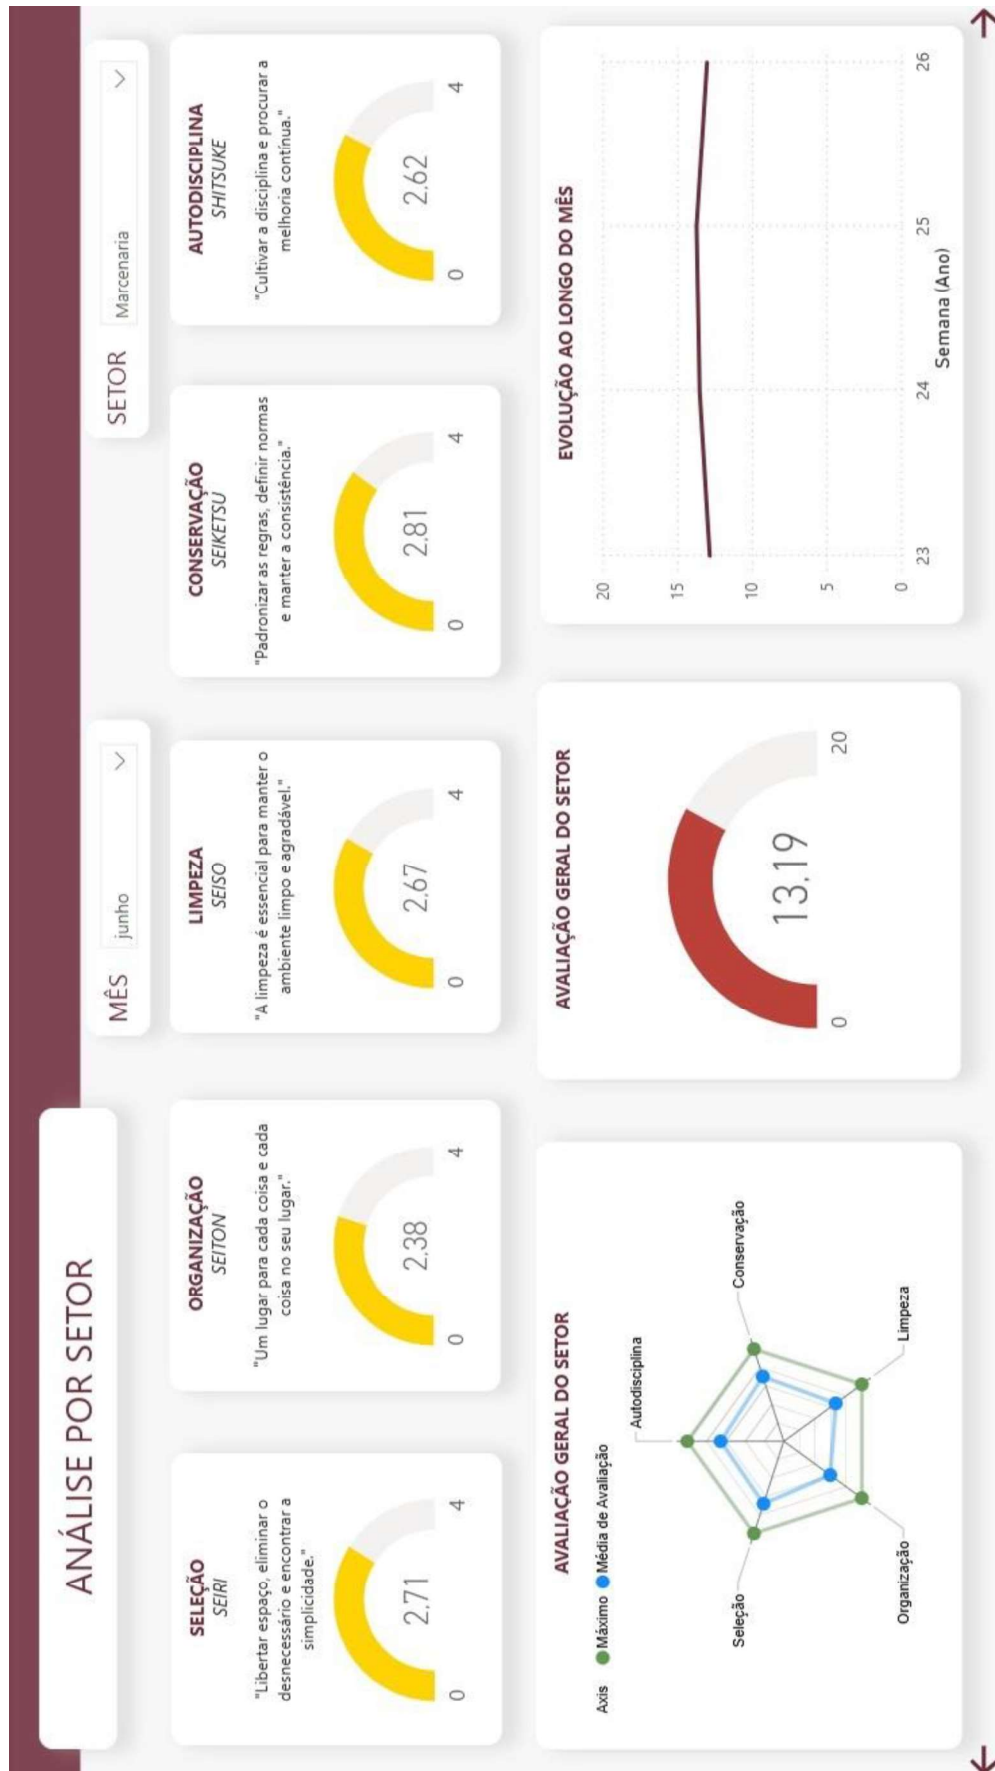 ANÁLISE POR SETOR
MÊS
junho
SETOR
Marcenaria
SELEÇÃO
SEIRI
"Libertar espaço, eliminar o
desnecessário e encontrar a
simplicidade."
2.71
0
4
ORGANIZAÇÃO
SEITON
"Um lugar para cada coisa e cada
coisa no seu lugar."
2.38
0
4
LIMPEZA
SEISO
"A limpeza é essencial para manter o
ambiente limpo e agradável."
2.67
0
4
CONSERVAÇÃO
SEIKETSU
"Padronizar as regras, definir normas
e manter a consistência."
2.81
0
4
AUTODISCIPLINA
SHITSUKE
"Cultivar a disciplina e procurar a
melhoria contínua."
2.62
0
4
AVALIAÇÃO GERAL DO SETOR
Axis Máximo Média de Avaliação
Autodisciplina
Conservação
Limpeza
Organização
Seleção
AVALIAÇÃO GERAL DO SETOR
13.19
0
20
EVOLUÇÃO AO LONGO DO MÊS
20
15
10
5
0
23
24
25
26
Semana (Ano)